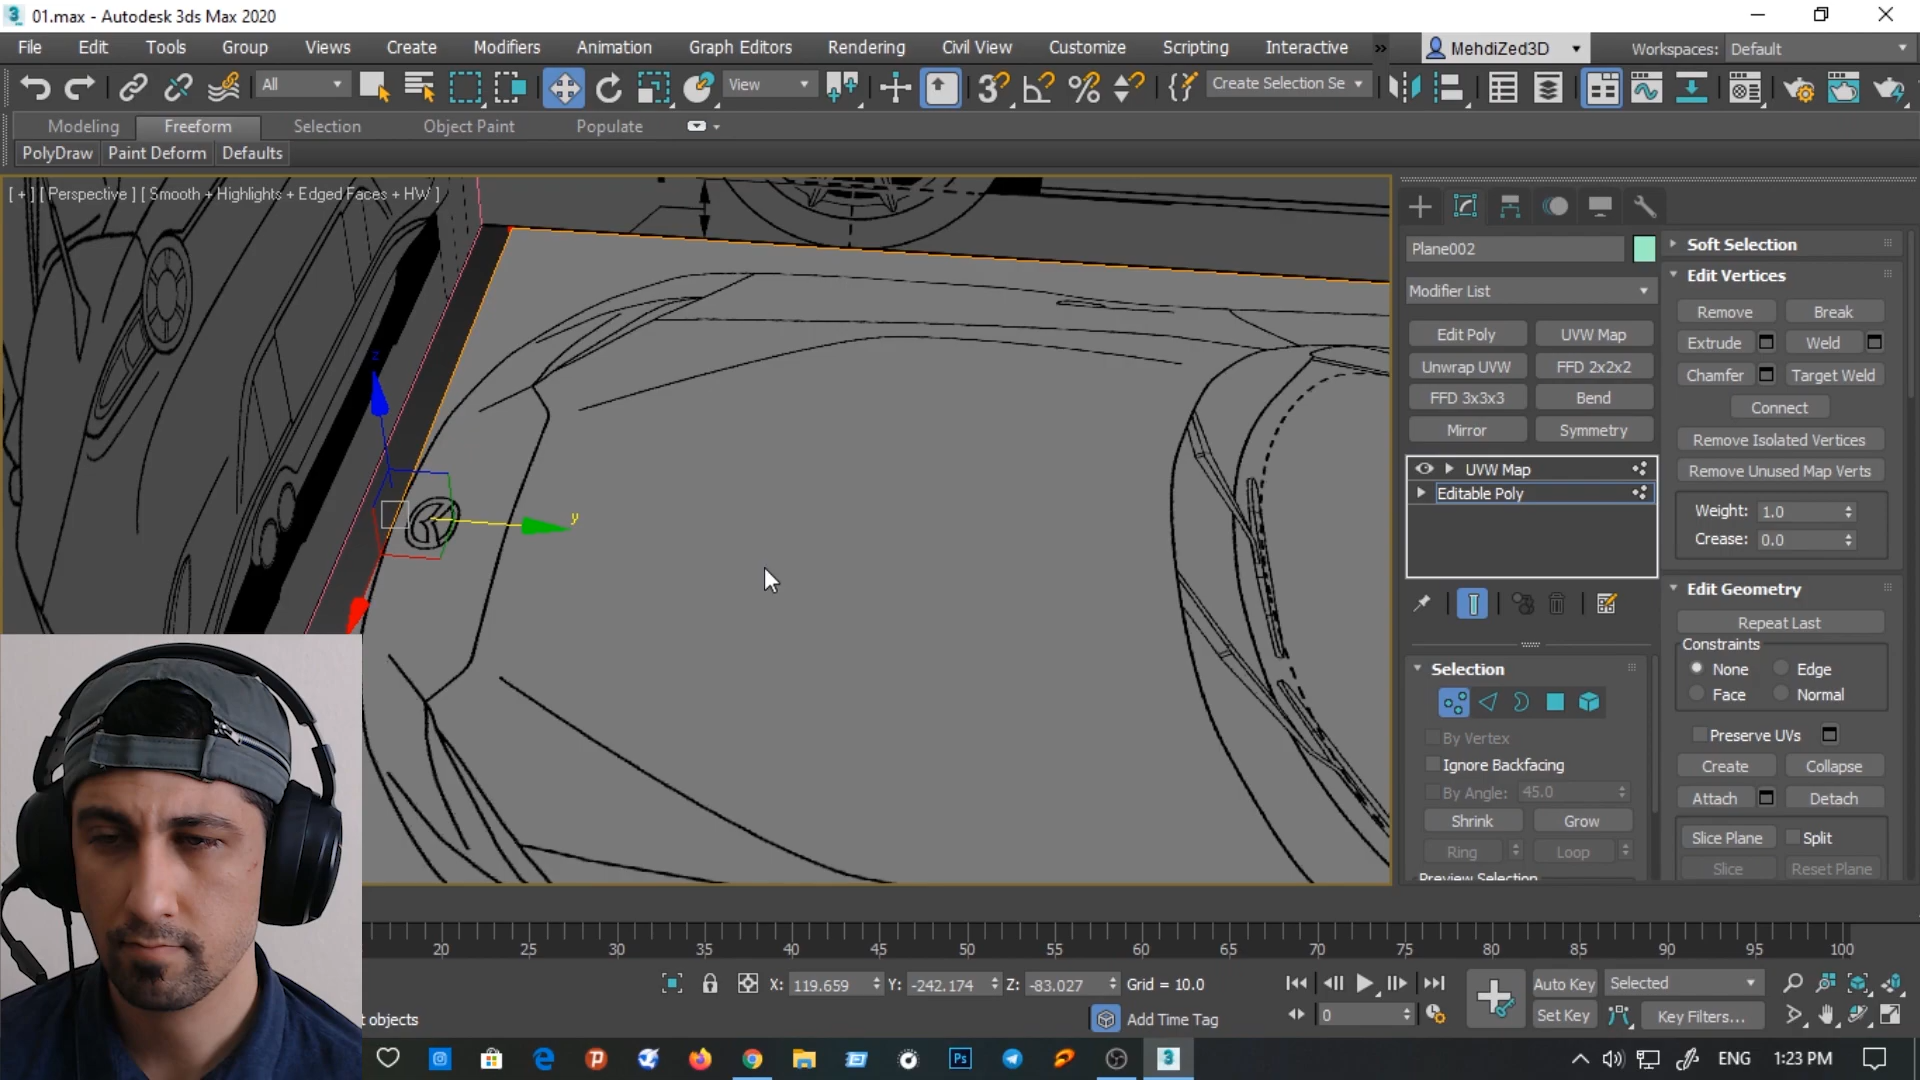 01.max - Autodesk 3ds Max 2020
File Edit Tools Group Views Create Modifiers Animation Graph Editors Rendering Civil View Customize Scripting Interactive » MehdiZed3D Workspaces: Default
All View Create Selection Se
Modeling Freeform Selection Object Paint Populate
PolyDraw Paint Deform Defaults
[ + ] [ Perspective ] [ Smooth + Highlights + Edged Faces + HW ]
z
y
Plane002
Modifier List
Edit Poly UVW Map
Unwrap UVW FFD 2x2x2
FFD 3x3x3 Bend
Mirror Symmetry
UVW Map
Editable Poly
Selection
By Vertex
Ignore Backfacing
By Angle: 45.0
Shrink Grow
Ring Loop
Preview Selection
Soft Selection
Edit Vertices
Remove Break
Extrude Weld
Chamfer Target Weld
Connect
Remove Isolated Vertices
Remove Unused Map Verts
Weight: 1.0
Crease: 0.0
Edit Geometry
Repeat Last
Constraints
None Edge
Face Normal
Preserve UVs
Create Collapse
Attach Detach
Slice Plane Split
Slice Reset Plane
20 25 30 35 40 45 50 55 60 65 70 75 80 85 90 95 100
X: 119.659 Y: -242.174 Z: -83.027 Grid = 10.0 Auto Key Selected
t objects Add Time Tag 0 Set Key Key Filters...
Ps 3 ENG 1:23 PM